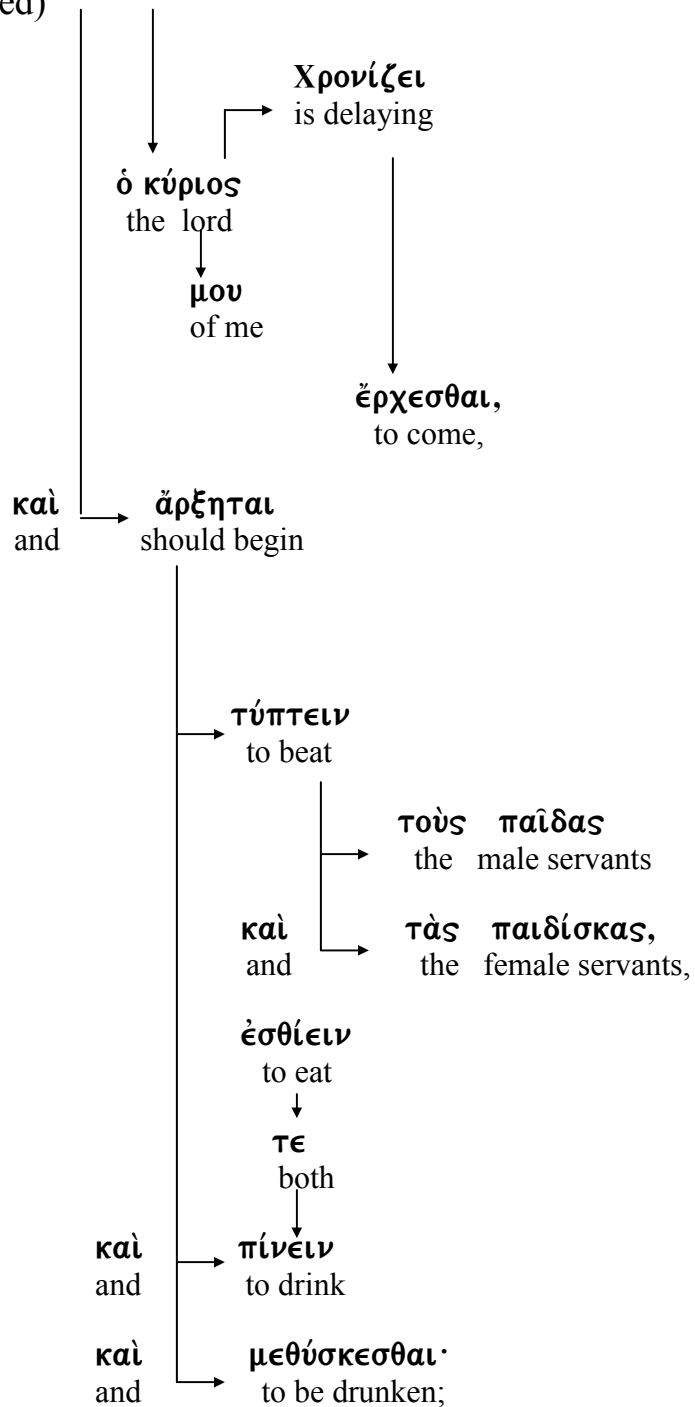 ed)
Χρονίζει
is delaying
ὁ κύριος
the lord
μου
of me
ἔρχεσθαι,
to come,
καὶ ἄρξηται
and should begin
τύπτειν
to beat
τοὺς παῖδας
the male servants
καὶ τὰς παιδίσκας,
and the female servants,
ἐσθίειν
to eat
τε
both
καὶ πίνειν
and to drink
καὶ μεθύσκεσθαι·
and to be drunken;